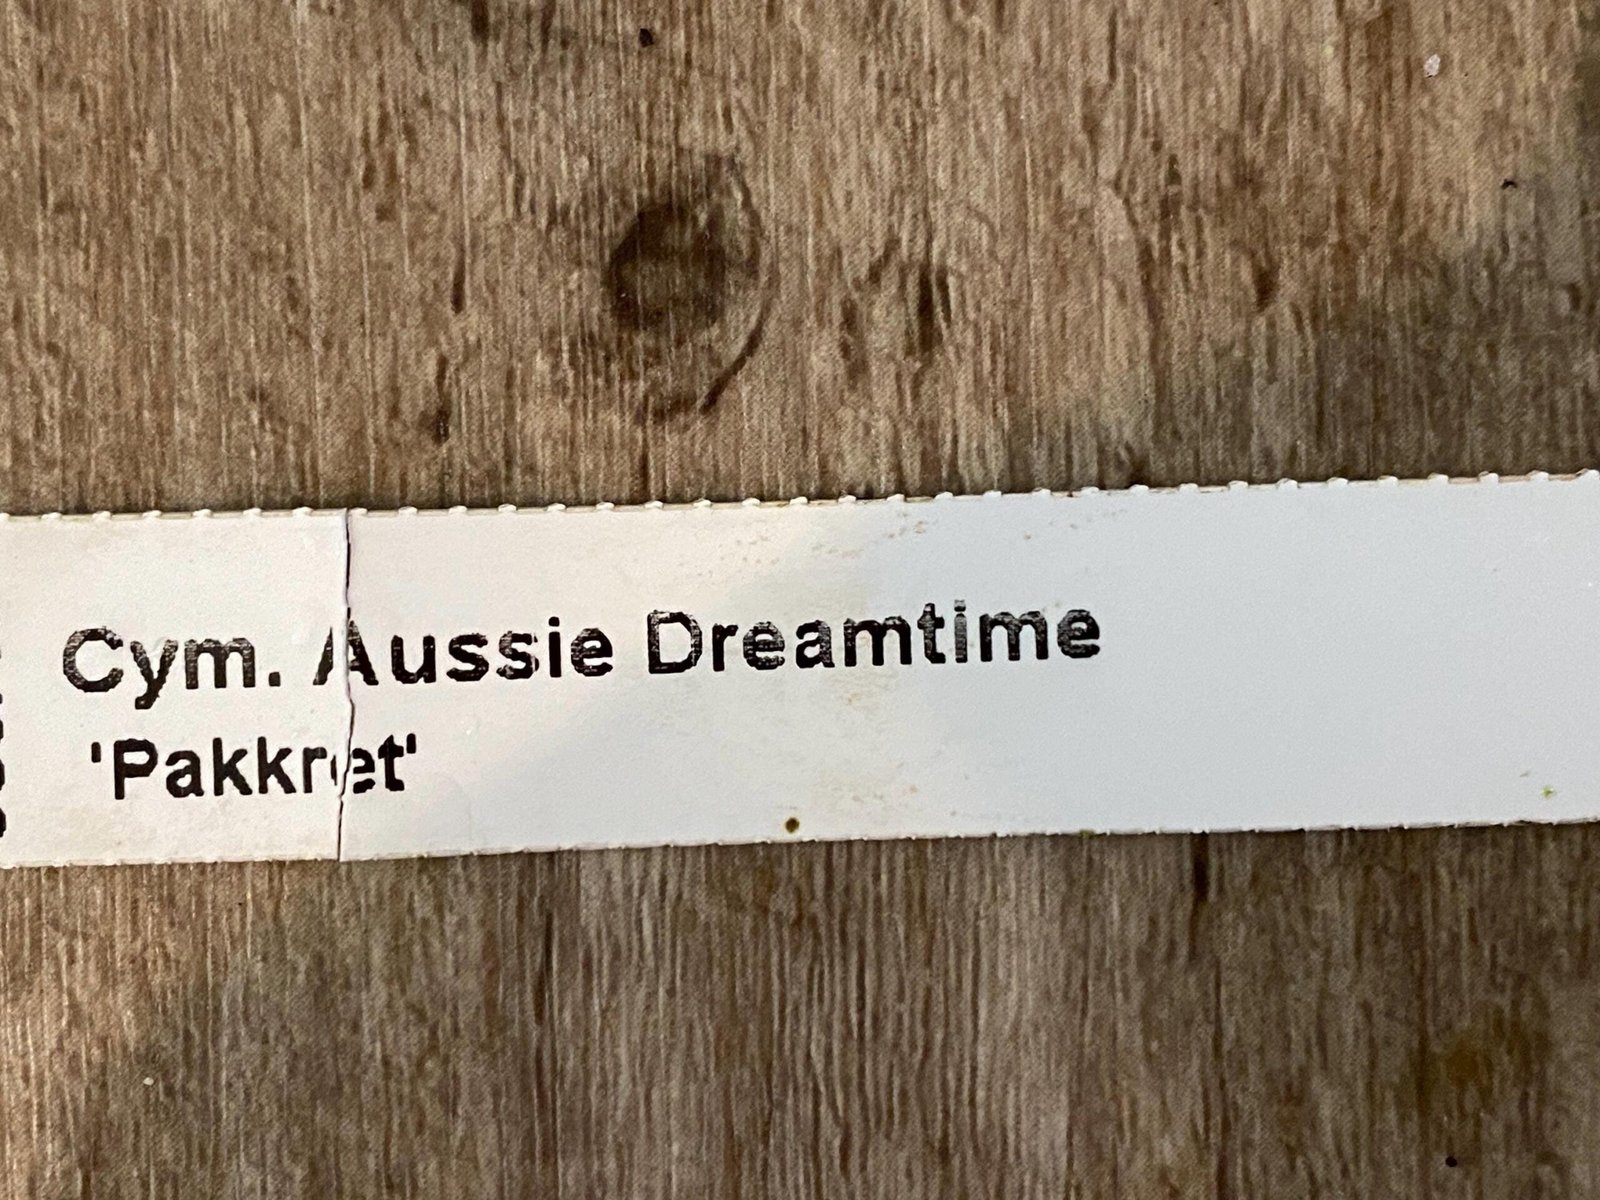 Cym. Aussie Dreamtime
'Pakkret'